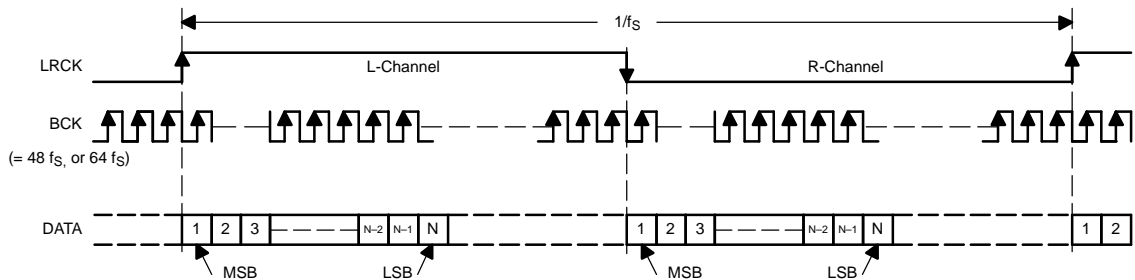 1/fS
LRCK
L-Channel
R-Channel
BCK
(= 48 fS, or 64 fS)
DATA
1 2 3 N–2 N–1 N 1 2 3 N–2 N–1 N 1 2
MSB LSB MSB LSB